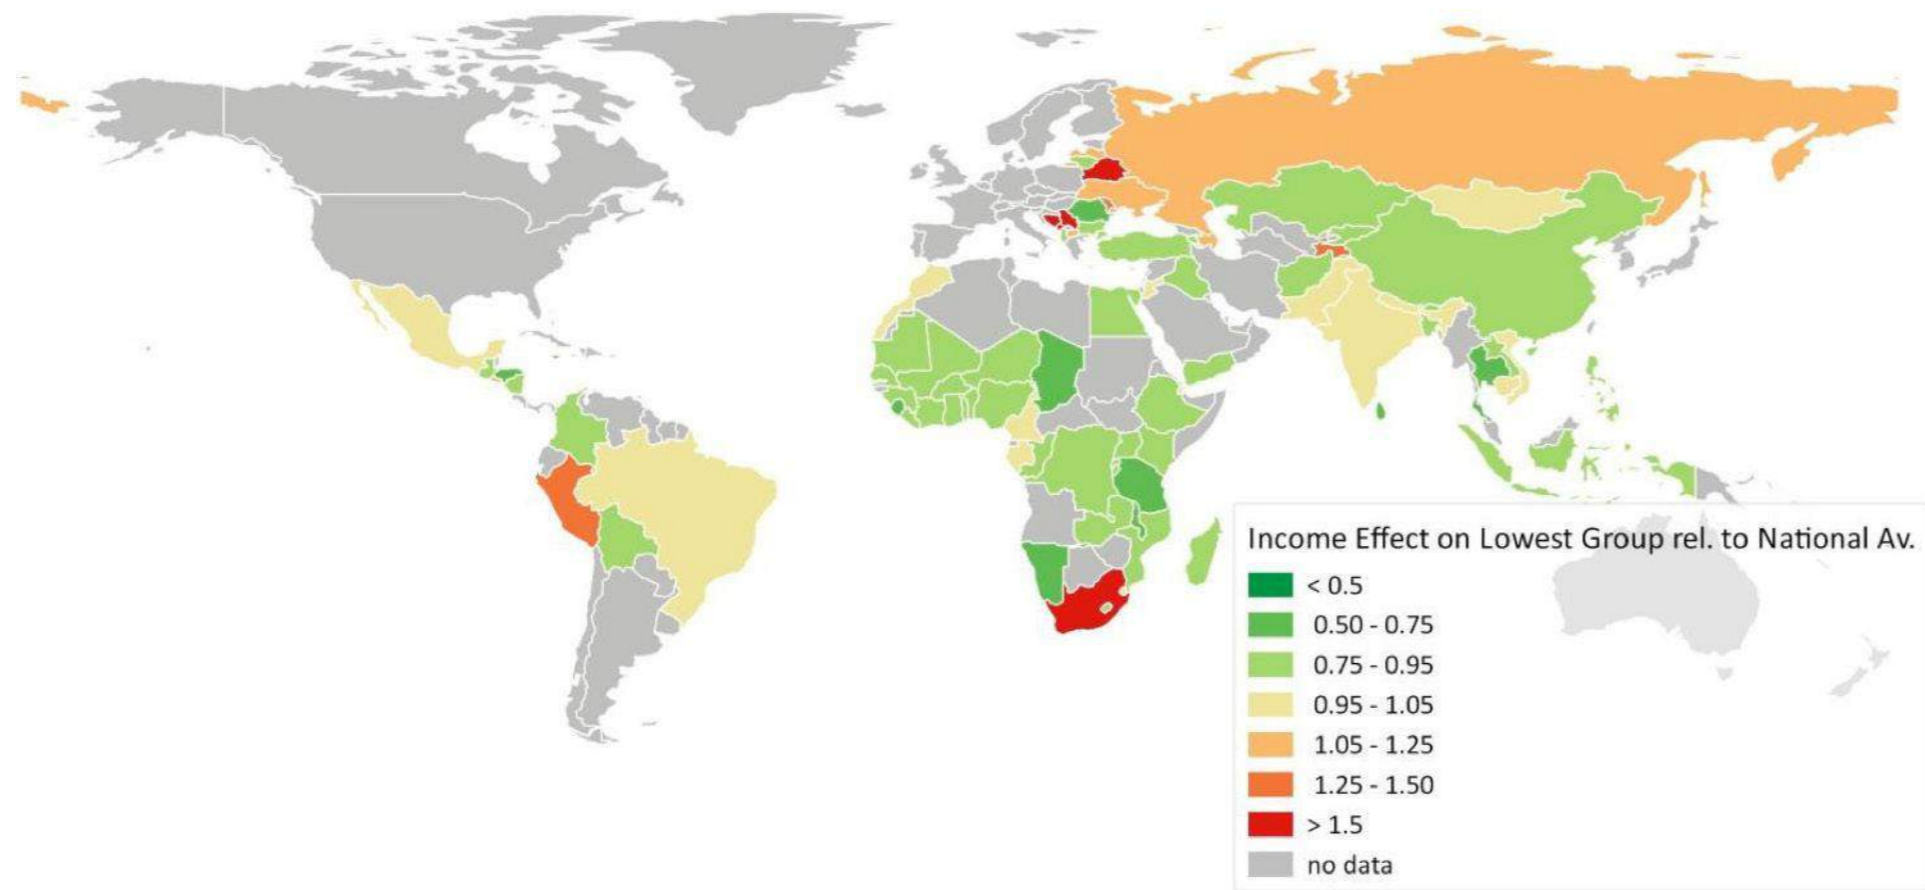 Income Effect on Lowest Group rel. to National Av.
< 0.5
0.50 - 0.75
0.75 - 0.95
0.95 - 1.05
1.05 - 1.25
1.25 - 1.50
> 1.5
no data